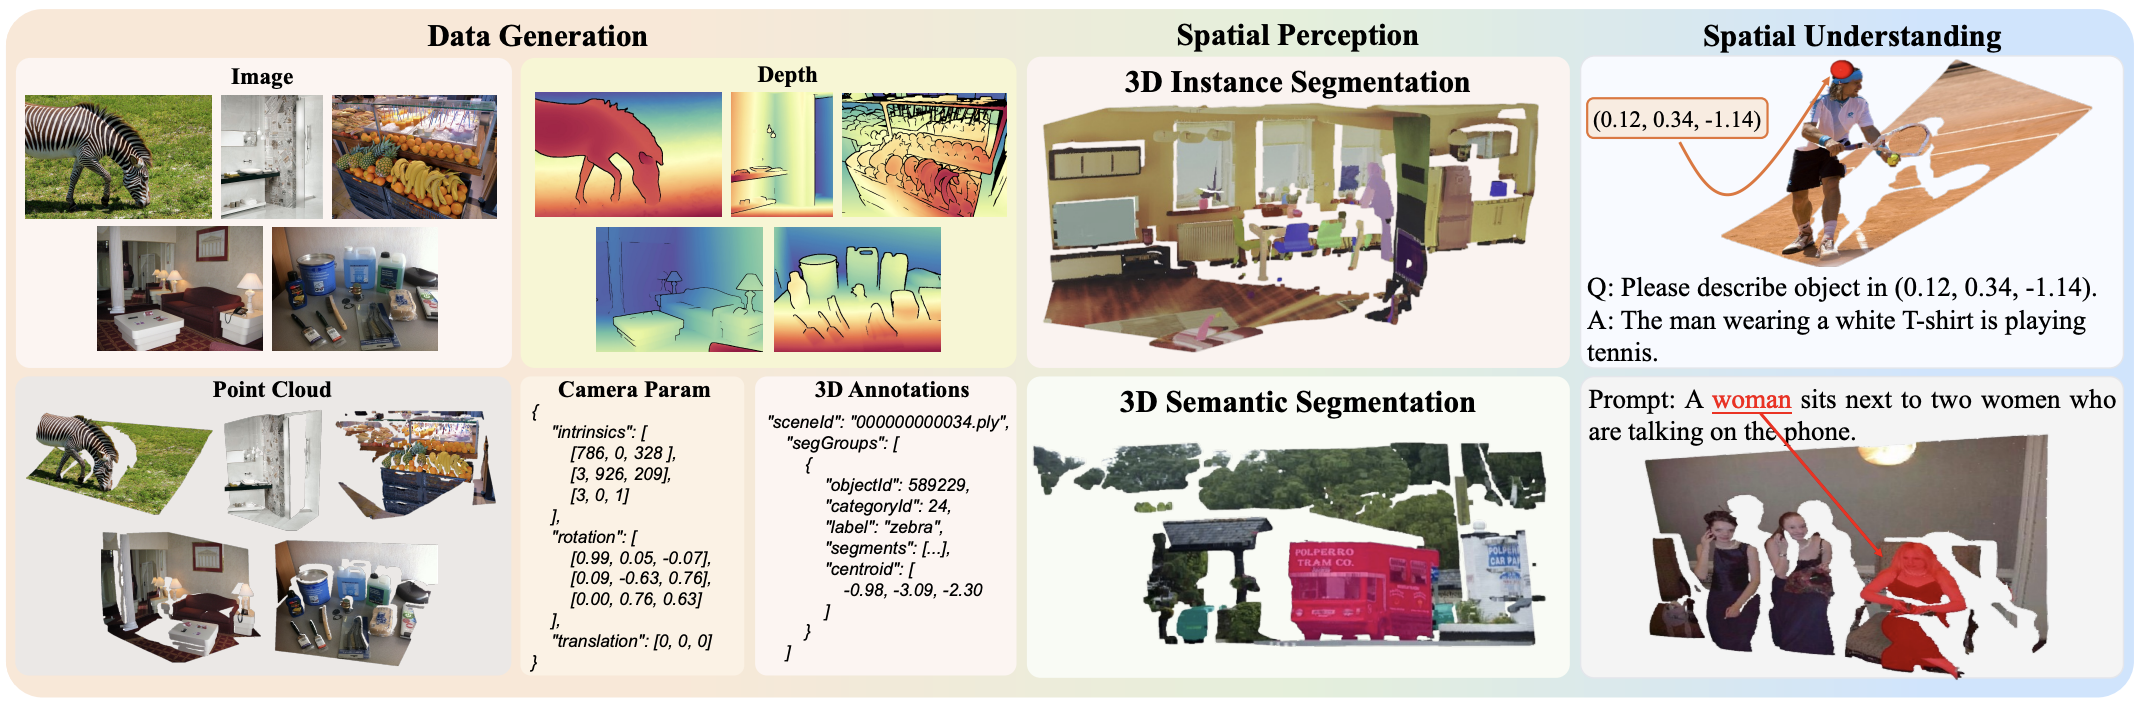 Data Generation
Spatial Perception
Spatial Understanding
Image
Depth
3D Instance Segmentation
(0.12, 0.34, -1.14)
Q: Please describe object in (0.12, 0.34, -1.14).
A: The man wearing a white T-shirt is playing
tennis.
Point Cloud
Camera Param
{
"intrinsics": [
[786, 0, 328 ],
[3, 926, 209],
[3, 0, 1]
],
"rotation": [
[0.99, 0.05, -0.07],
[0.09, -0.63, 0.76],
[0.00, 0.76, 0.63]
],
"translation": [0, 0, 0]
}
3D Annotations
"sceneId": "000000000034.ply",
"segGroups": [
{
"objectId": 589229,
"categoryId": 24,
"label": "zebra",
"segments": [...],
"centroid": [
-0.98, -3.09, -2.30
]
}
]
3D Semantic Segmentation
POLPERRO
TRAM CO.
POLPERR
CAR PA
Prompt: A woman sits next to two women who
are talking on the phone.